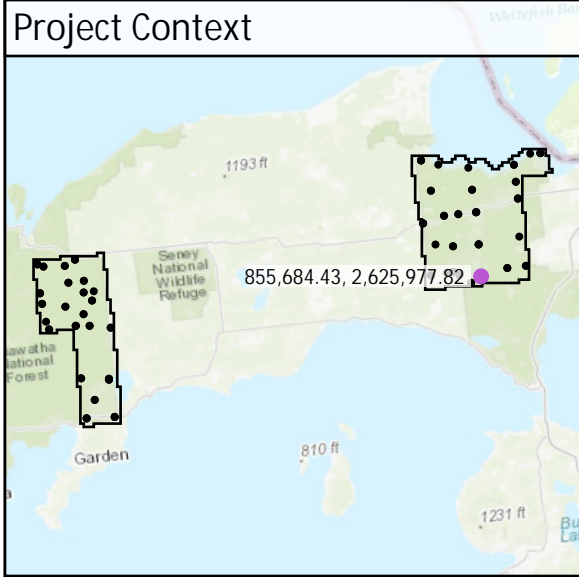 Project Context
Whitefish Bay
1193 ft
Seney
National
Wildlife
Refuge
855,684.43, 2,625,977.82
awatha
ational
Forest
Garden
810 ft
a
1231 ft
Bu
La